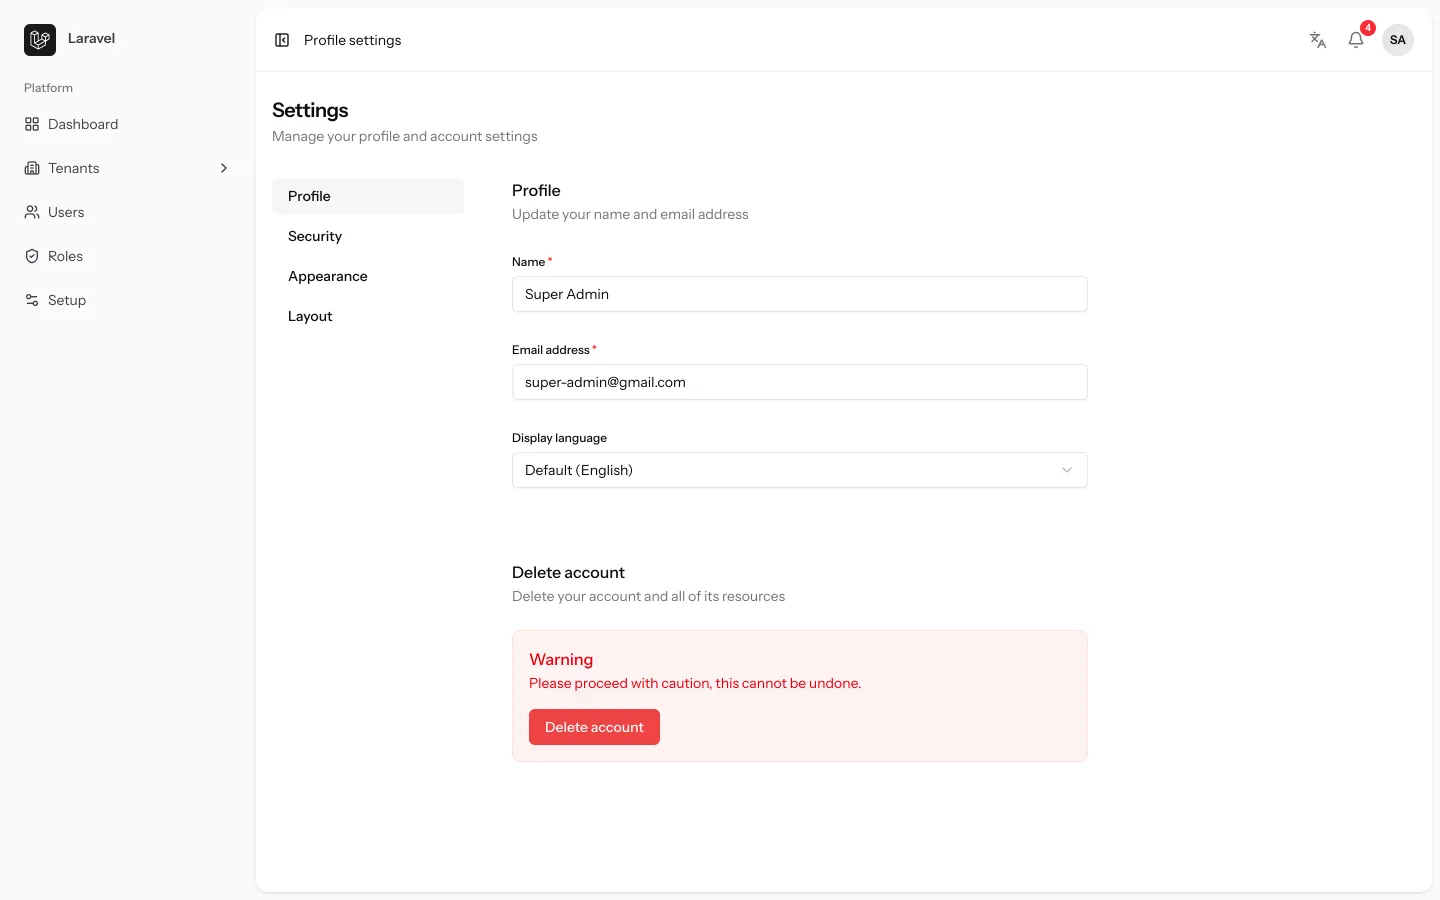 Laravel
Platform
Dashboard
Tenants
Users
Roles
Setup
Profile settings
4
SA
Settings
Manage your profile and account settings
Profile
Security
Appearance
Layout
Profile
Update your name and email address
Name *
Super Admin
Email address *
super-admin@gmail.com
Display language
Default (English)
Delete account
Delete your account and all of its resources
Warning
Please proceed with caution, this cannot be undone.
Delete account